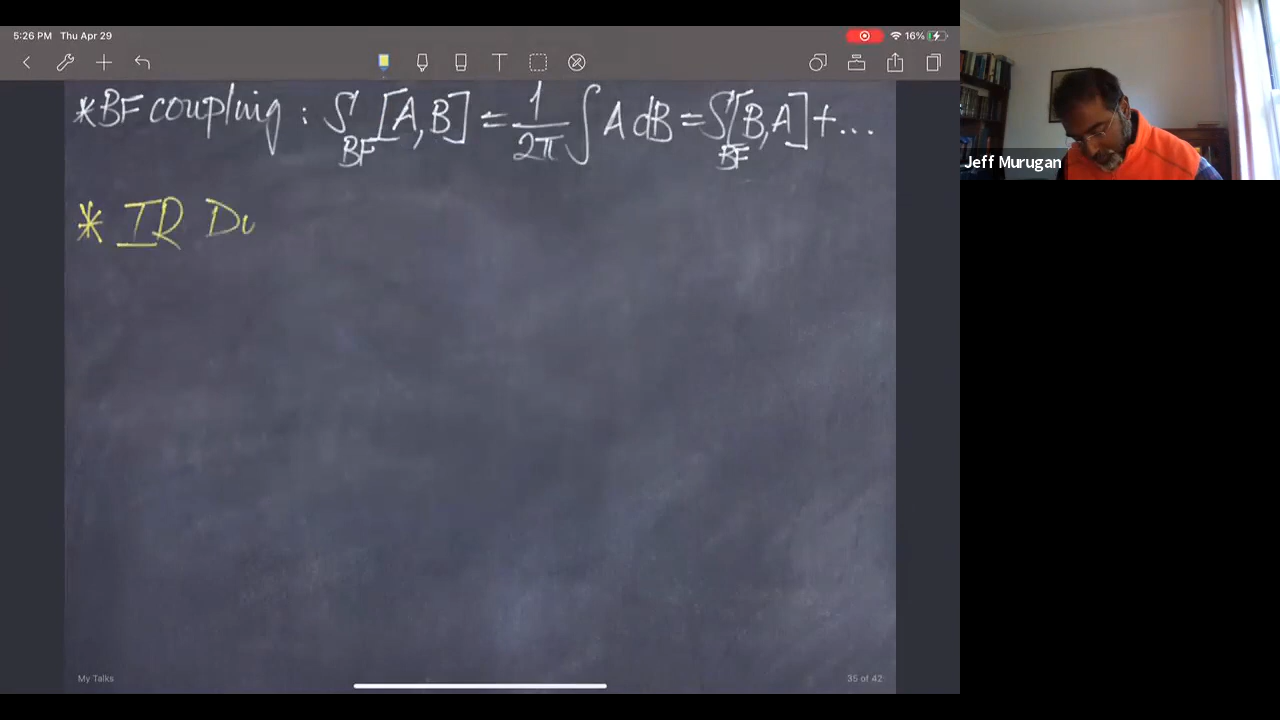 5:26 PM Thu Apr 29
16%
T
*BF coupling : S_BF [A,B] = 1/2π ∫ A dB = S_BF [B,A] + ...
* IR Du
My Talks
35 of 42
Jeff Murugan